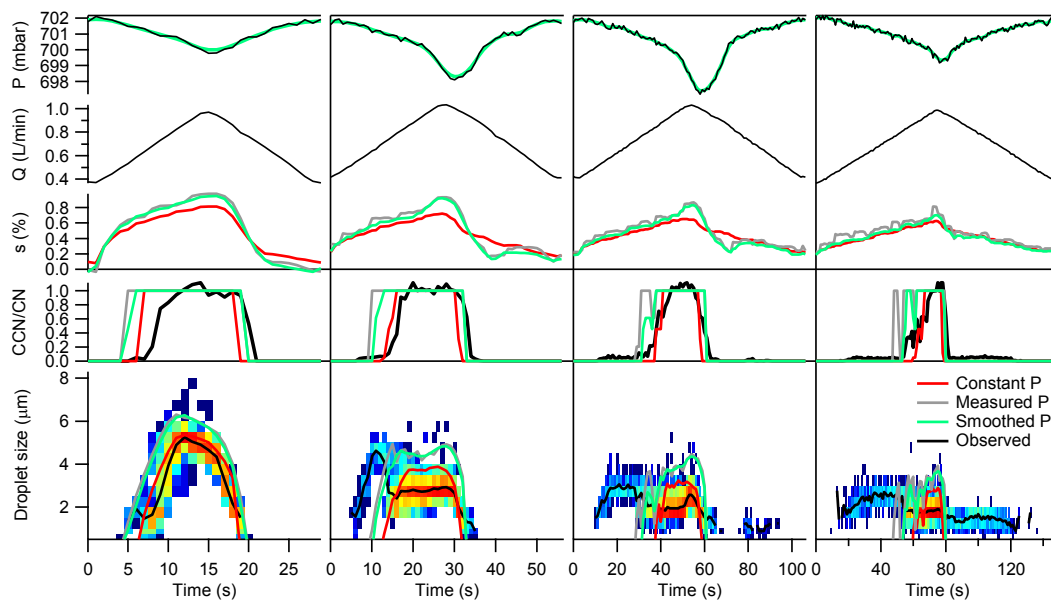 P (mbar)
702
700
698
Q (L/min)
1.0
0.8
0.6
0.4
s (%)
0.8
0.6
0.4
0.2
0.0
CCN/CN
1.0
0.8
0.6
0.4
0.2
0.0
Droplet size (μm)
8
6
4
2
Constant P
Measured P
Smoothed P
Observed
0 5 10 15 20 25
0 10 20 30 40 50
0 20 40 60 80 100
0 40 80 120
Time (s) Time (s) Time (s) Time (s)